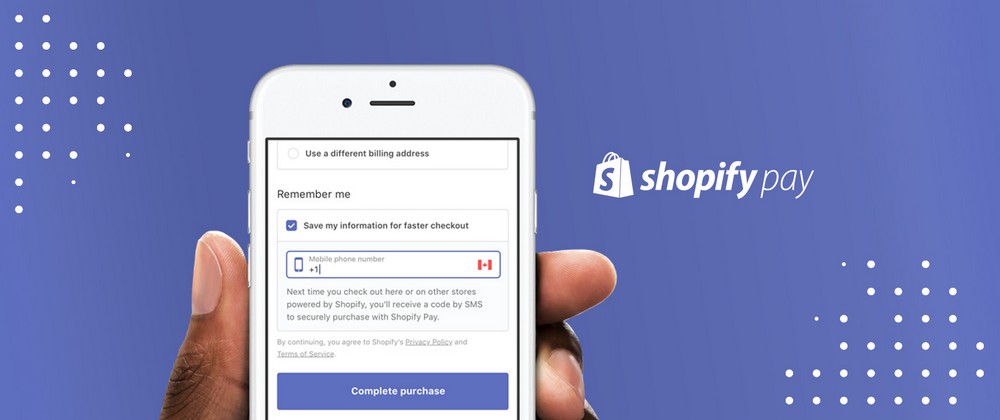 Use a different billing address
Remember me
Save my information for faster checkout
Mobile phone number
+1
Next time you check out here or on other stores
powered by Shopify, you'll receive a code by SMS
to securely purchase with Shopify Pay.
By continuing, you agree to Shopify's Privacy Policy and
Terms of Service.
Complete purchase
S
shopify pay